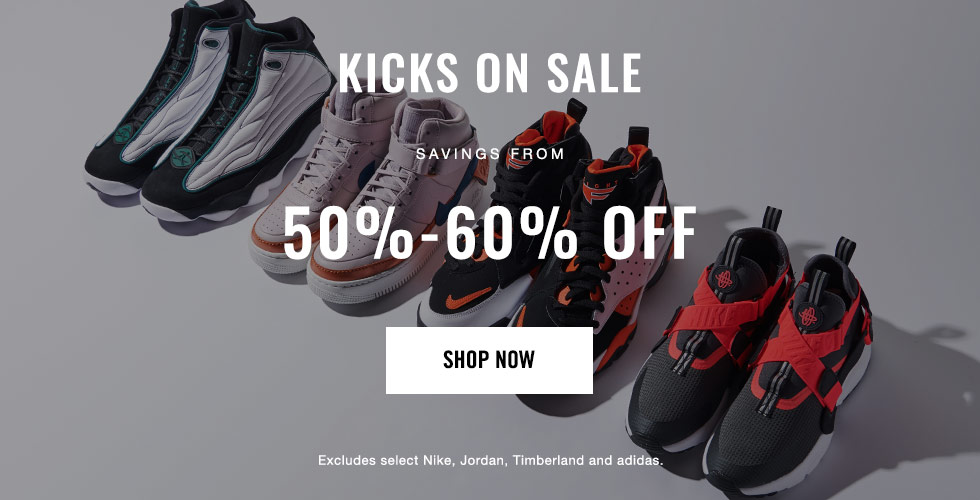 KICKS ON SALE
SAVINGS FROM
50%-60% OFF
SHOP NOW
Excludes select Nike, Jordan, Timberland and adidas.